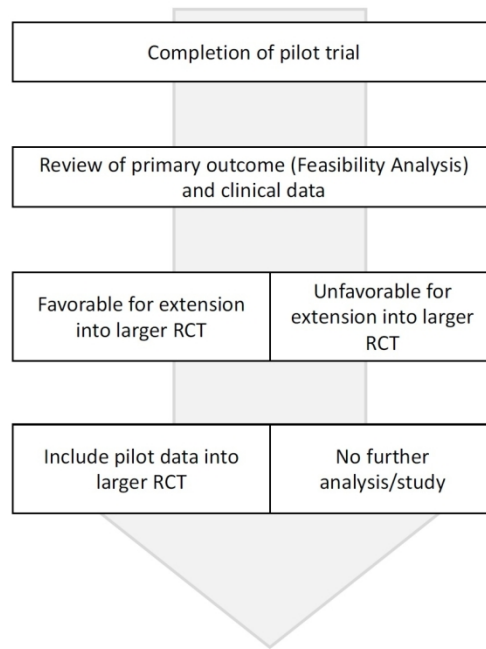 Completion of pilot trial
Review of primary outcome (Feasibility Analysis)
and clinical data
Favorable for extension
into larger RCT
Unfavorable for
extension into larger
RCT
Include pilot data into
larger RCT
No further
analysis/study